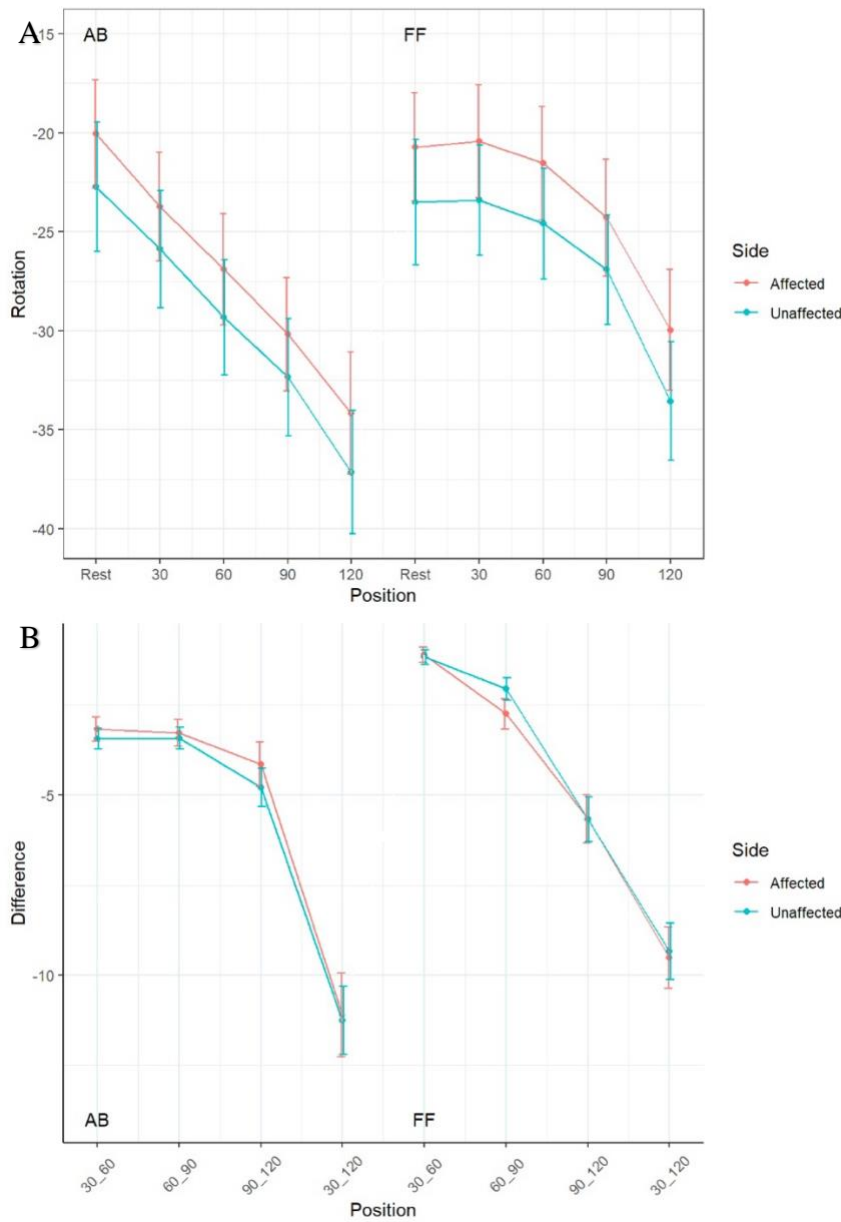 A
AB
FF
-15
-20
-25
-30
-35
-40
Rotation
Rest 30 60 90 120 Rest 30 60 90 120
Position
Side
Affected
Unaffected
B
-5
-10
Difference
AB
FF
30_60 60_90 90_120 30_120 30_60 60_90 90_120 30_120
Position
Side
Affected
Unaffected